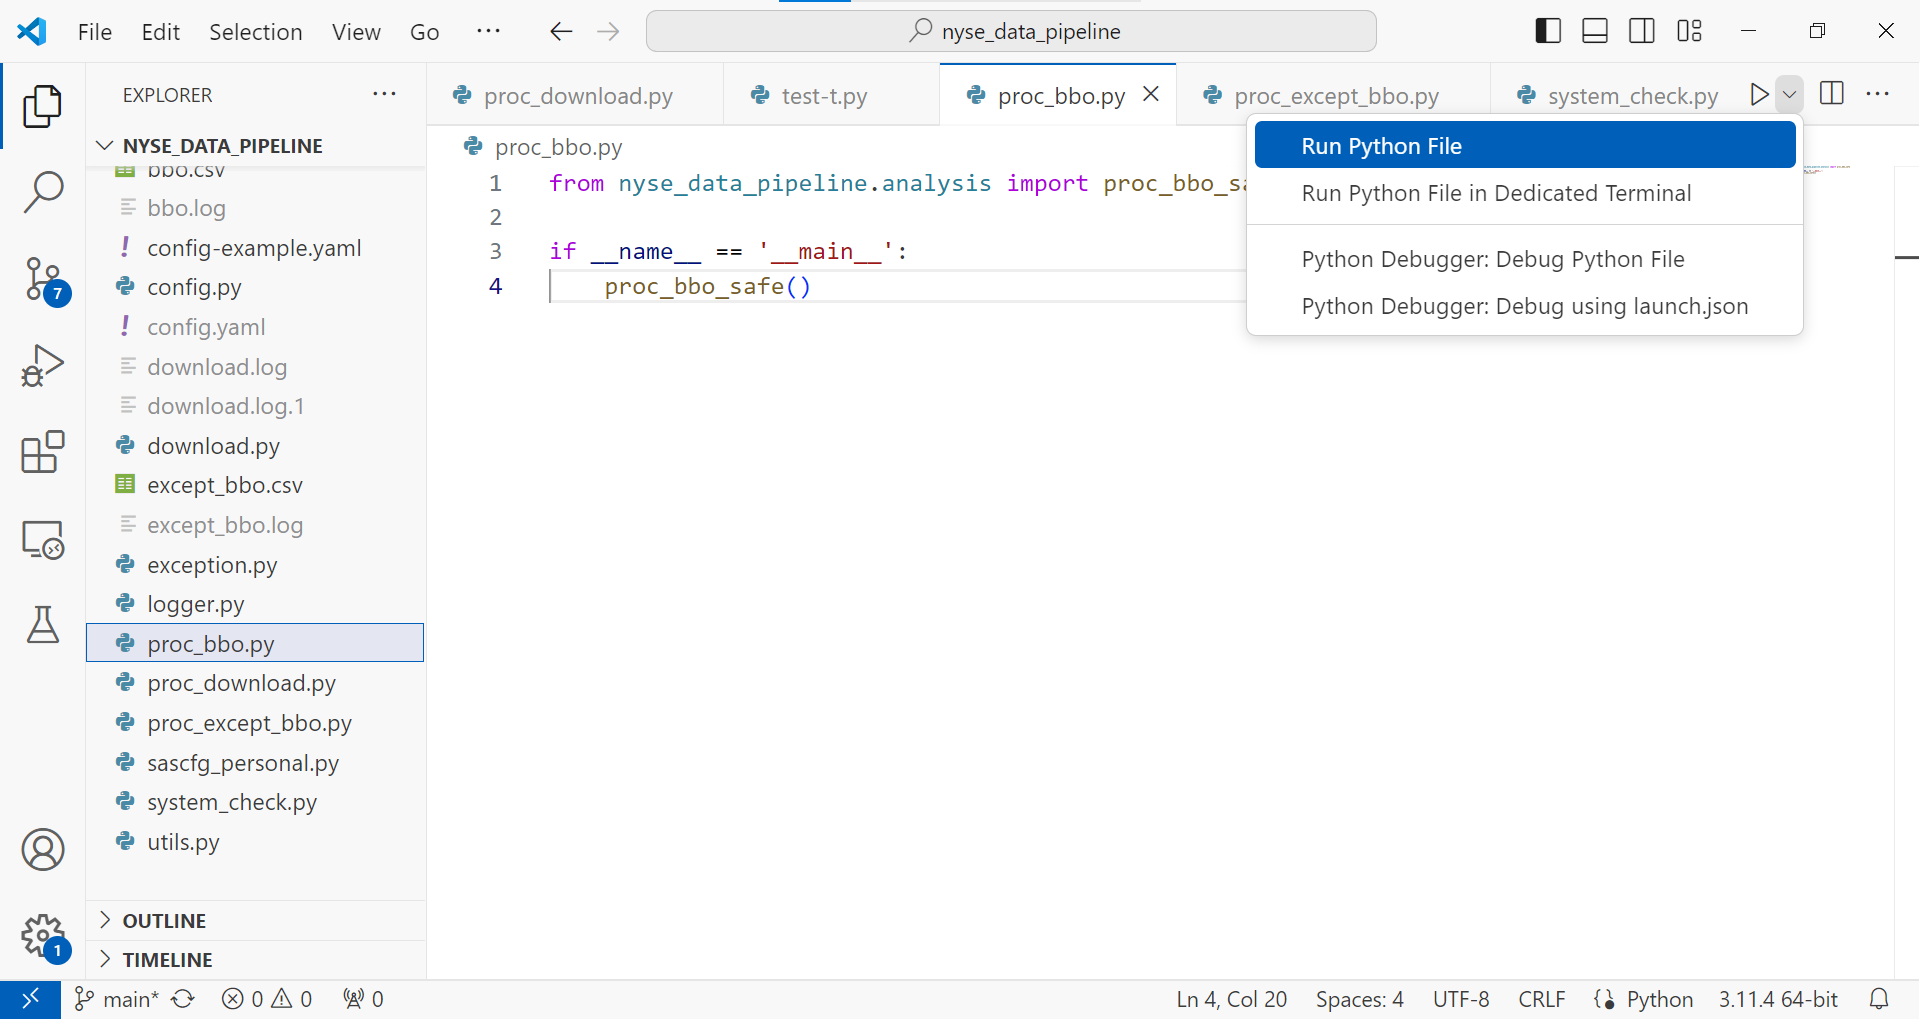 File Edit Selection View Go ···
nyse_data_pipeline
EXPLORER ···
NYSE_DATA_PIPELINE
bbo.csv
bbo.log
config-example.yaml
config.py
config.yaml
download.log
download.log.1
download.py
except_bbo.csv
except_bbo.log
exception.py
logger.py
proc_bbo.py
proc_download.py
proc_except_bbo.py
sascfg_personal.py
system_check.py
utils.py
OUTLINE
TIMELINE
7
1
proc_download.py test-t.py proc_bbo.py proc_except_bbo.py system_check.py
proc_bbo.py
1 from nyse_data_pipeline.analysis import
2
3 if __name__ == '__main__':
4 proc_bbo_safe()
Run Python File
Run Python File in Dedicated Terminal
Python Debugger: Debug Python File
Python Debugger: Debug using launch.json
main* 0 0 0 Ln 4, Col 20 Spaces: 4 UTF-8 CRLF Python 3.11.4 64-bit